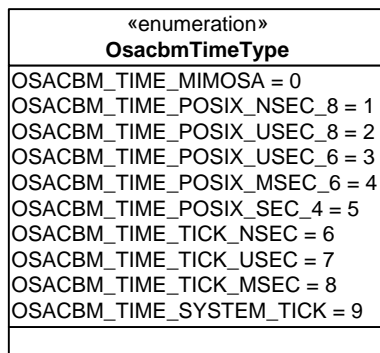 «enumeration»
OsacbmTimeType
OSACBM_TIME_MIMOSA = 0
OSACBM_TIME_POSIX_NSEC_8 = 1
OSACBM_TIME_POSIX_USEC_8 = 2
OSACBM_TIME_POSIX_USEC_6 = 3
OSACBM_TIME_POSIX_MSEC_6 = 4
OSACBM_TIME_POSIX_SEC_4 = 5
OSACBM_TIME_TICK_NSEC = 6
OSACBM_TIME_TICK_USEC = 7
OSACBM_TIME_TICK_MSEC = 8
OSACBM_TIME_SYSTEM_TICK = 9